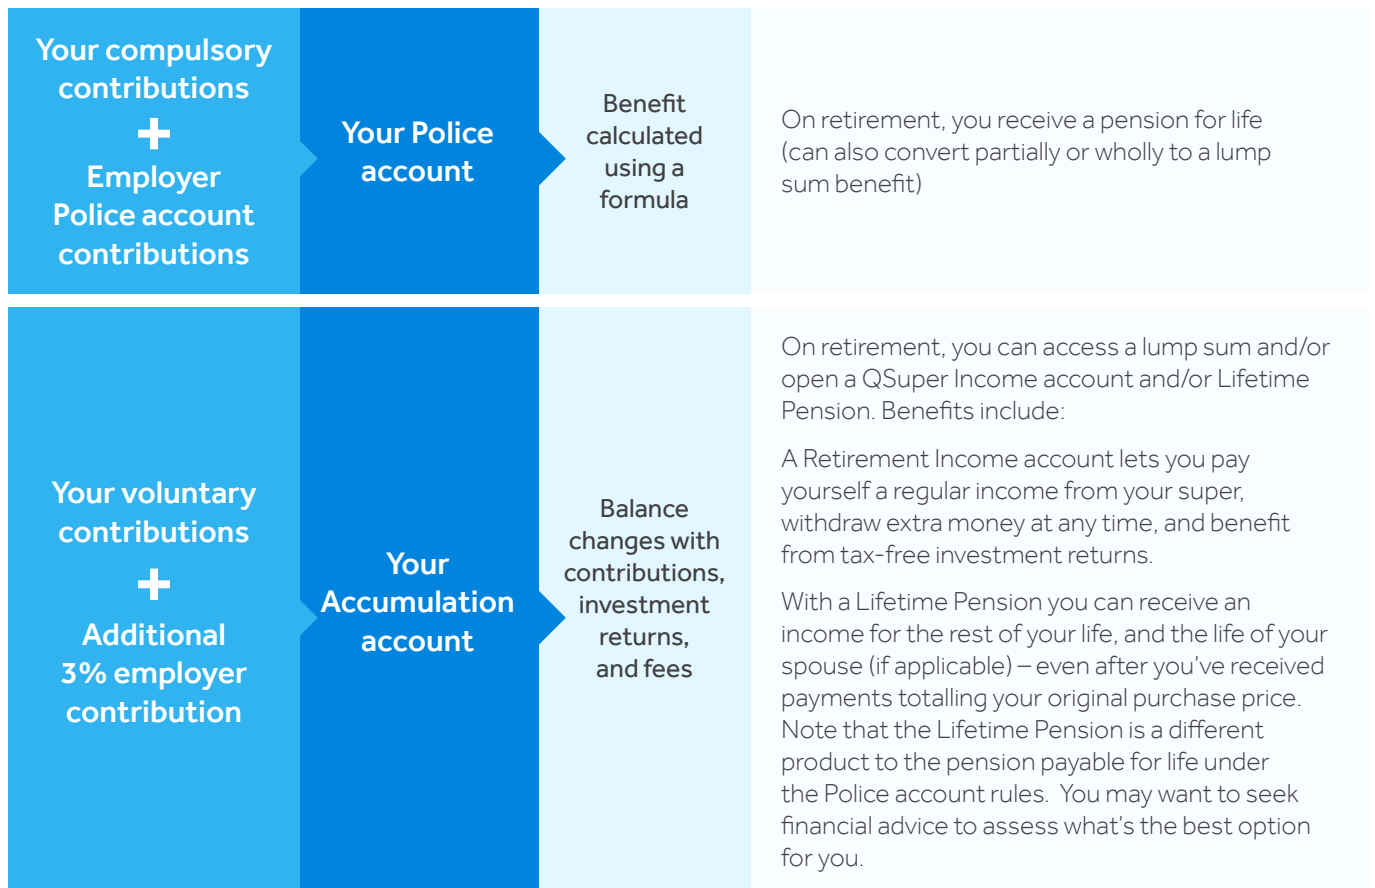 Your compulsory
contributions
+
Employer
Police account
contributions
Your Police
account
Benefit
calculated
using a
formula
On retirement, you receive a pension for life
(can also convert partially or wholly to a lump
sum benefit)
Your voluntary
contributions
+
Additional
3% employer
contribution
Your
Accumulation
account
Balance
changes with
contributions,
investment
returns,
and fees
On retirement, you can access a lump sum and/or
open a QSuper Income account and/or Lifetime
Pension. Benefits include:
A Retirement Income account lets you pay
yourself a regular income from your super,
withdraw extra money at any time, and benefit
from tax-free investment returns.
With a Lifetime Pension you can receive an
income for the rest of your life, and the life of your
spouse (if applicable) – even after you’ve received
payments totalling your original purchase price.
Note that the Lifetime Pension is a different
product to the pension payable for life under
the Police account rules.  You may want to seek
financial advice to assess what’s the best option
for you.